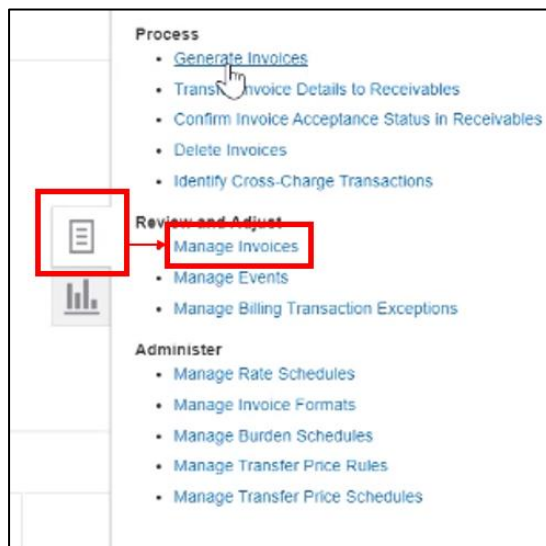 Process
Generate Invoices
Transfer Invoice Details to Receivables
Confirm Invoice Acceptance Status in Receivables
Delete Invoices
Identify Cross-Charge Transactions
Review and Adjust
Manage Invoices
Manage Events
Manage Billing Transaction Exceptions
Administer
Manage Rate Schedules
Manage Invoice Formats
Manage Burden Schedules
Manage Transfer Price Rules
Manage Transfer Price Schedules